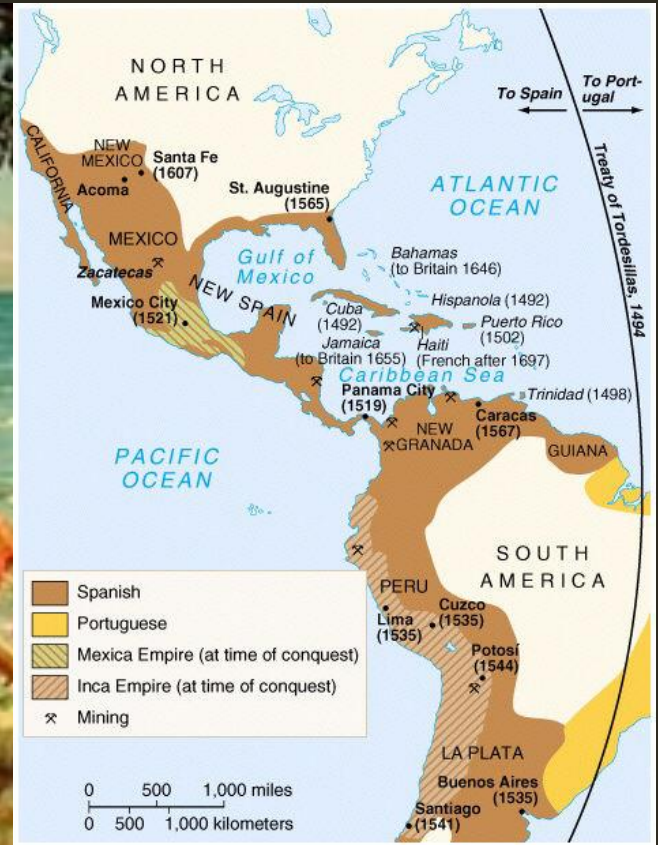 NORTH
AMERICA
To Spain
To Port-
ugal
Treaty of Tordesillas, 1494
CALIFORNIA
NEW
MEXICO
Santa Fe
(1607)
Acoma
St. Augustine
(1565)
ATLANTIC
OCEAN
MEXICO
Zacatecas
Gulf of
Mexico
Bahamas
(to Britain 1646)
NEW SPAIN
Mexico City
(1521)
Cuba
(1492)
Hispanola (1492)
Puerto Rico
(1502)
Jamaica
(to Britain 1655)
Haiti
(French after 1697)
Caribbean Sea
Panama City
(1519)
Trinidad (1498)
Caracas
(1567)
NEW
GRANADA
GUIANA
PACIFIC
OCEAN
SOUTH
AMERICA
PERU
Lima
(1535)
Cuzco
(1535)
Potosí
(1544)
LA PLATA
Buenos Aires
(1535)
Santiago
(1541)
Spanish
Portuguese
Mexica Empire (at time of conquest)
Inca Empire (at time of conquest)
Mining
0 500 1,000 miles
0 500 1,000 kilometers